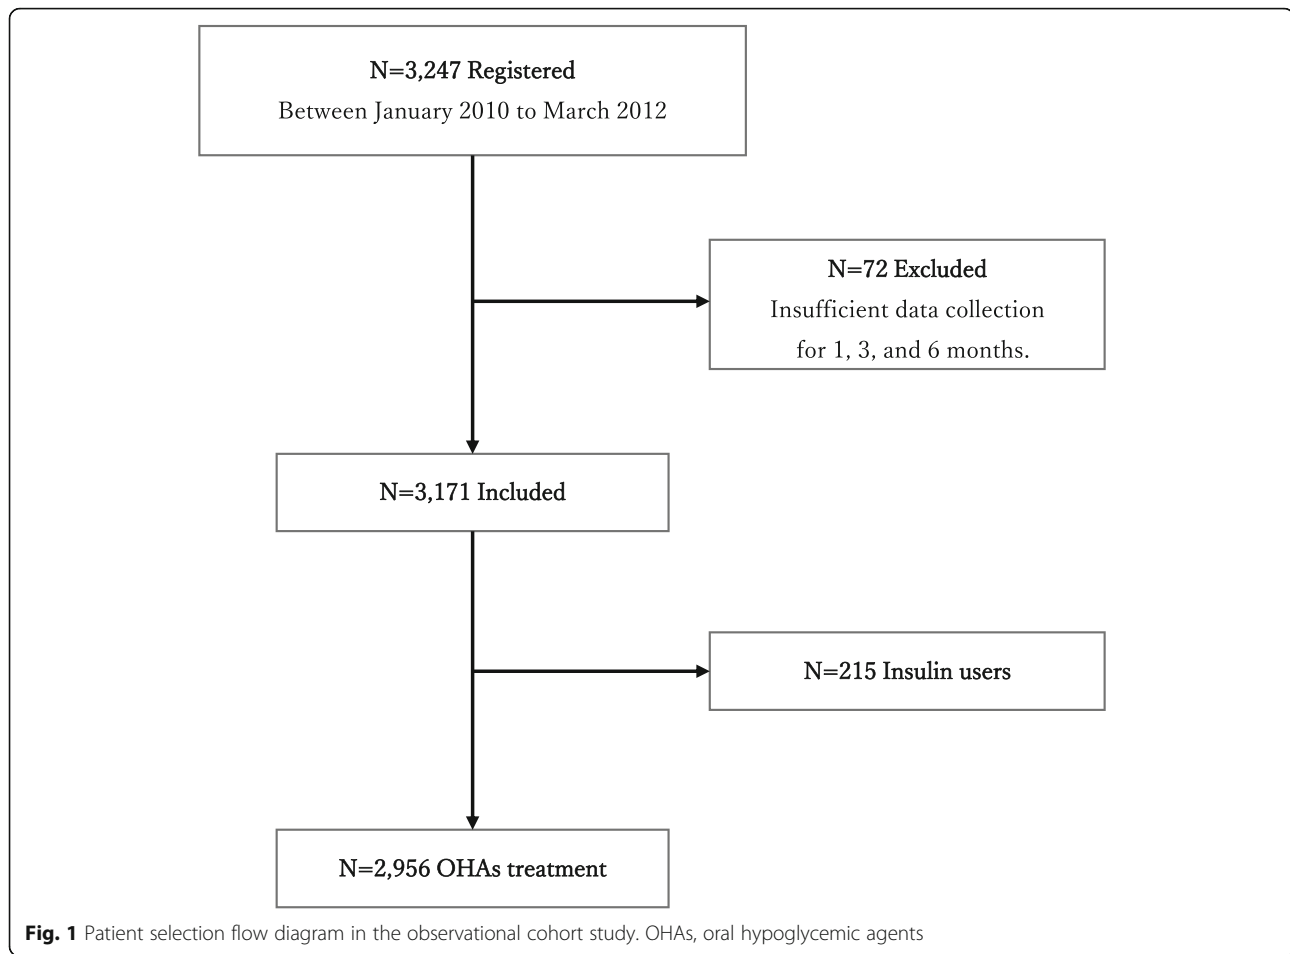 N=3,247 Registered
Between January 2010 to March 2012
N=72 Excluded
Insufficient data collection
for 1, 3, and 6 months.
N=3,171 Included
N=215 Insulin users
N=2,956 OHAs treatment
Fig. 1 Patient selection flow diagram in the observational cohort study. OHAs, oral hypoglycemic agents